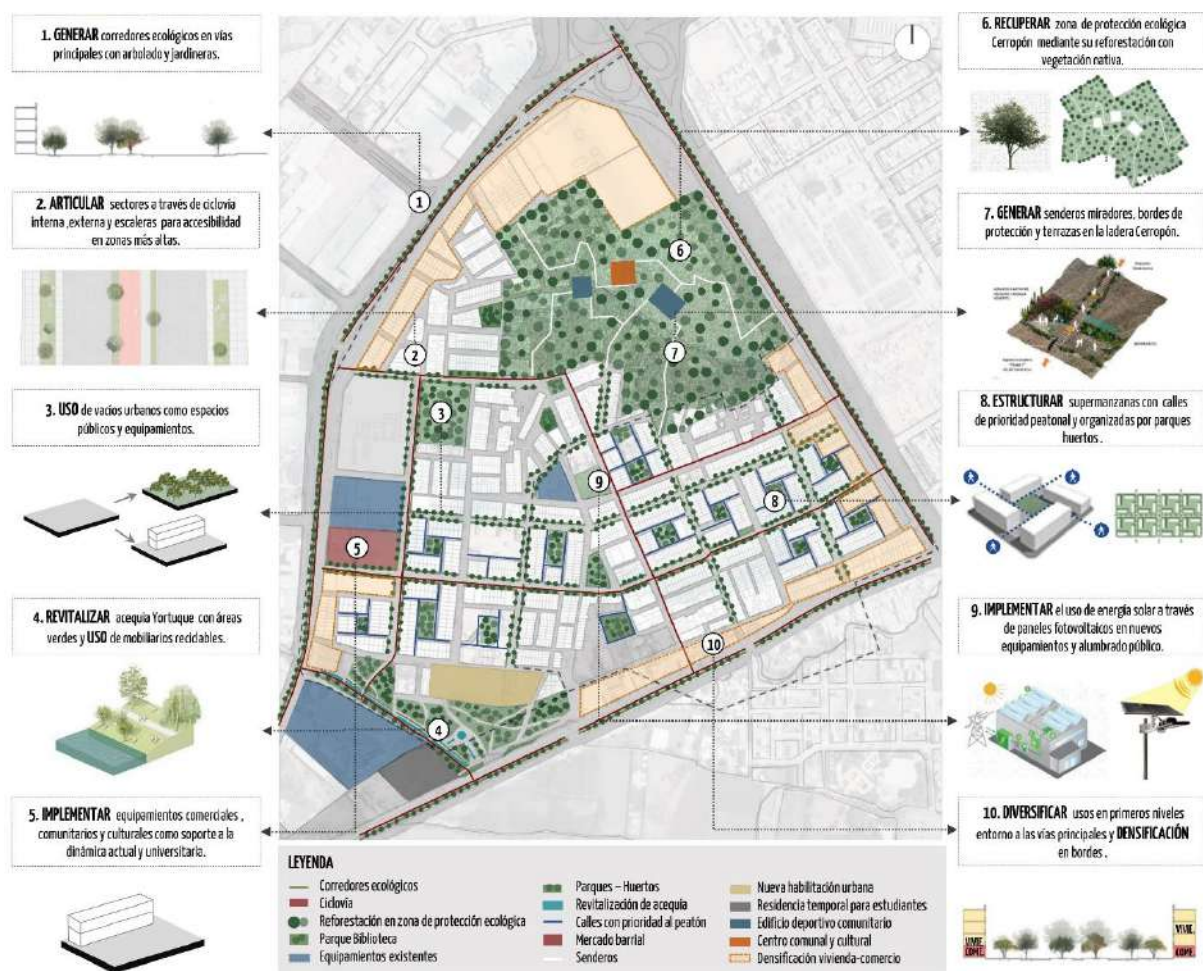 1. GENERAR corredores ecológicos en vías
principales con arbolado y jardineras.
2. ARTICULAR sectores a través de ciclovía
interna ,externa y escaleras para accesibilidad
en zonas más altas.
3. USO de vacíos urbanos como espacios
públicos y equipamientos.
4. REVITALIZAR acequia Yortuque con áreas
verdes y USO de mobiliarios reciclables.
5. IMPLEMENTAR equipamientos comerciales ,
comunitarios y culturales como soporte a la
dinámica actual y universitaria.
1
2
3
4
5
6
7
8
9
10
6. RECUPERAR zona de protección ecológica
Cerropón mediante su reforestación con
vegetación nativa.
7. GENERAR senderos miradores, bordes de
protección y terrazas en la ladera Cerropón.
8. ESTRUCTURAR supermanzanas con calles
de prioridad peatonal y organizadas por parques
huertos .
9. IMPLEMENTAR el uso de energía solar a través
de paneles fotovoltaicos en nuevos
equipamientos y alumbrado público.
10. DIVERSIFICAR usos en primeros niveles
entorno a las vías principales y DENSIFICACIÓN
en bordes .
VIVIE.
COME.
VIVIE.
COME.
LEYENDA
Corredores ecológicos
Ciclovía
Reforestación en zona de protección ecológica
Parque Biblioteca
Equipamientos existentes
Parques – Huertos
Revitalización de acequia
Calles con prioridad al peatón
Mercado barrial
Senderos
Nueva habilitación urbana
Residencia temporal para estudiantes
Edificio deportivo comunitario
Centro comunal y cultural
Densificación vivienda-comercio